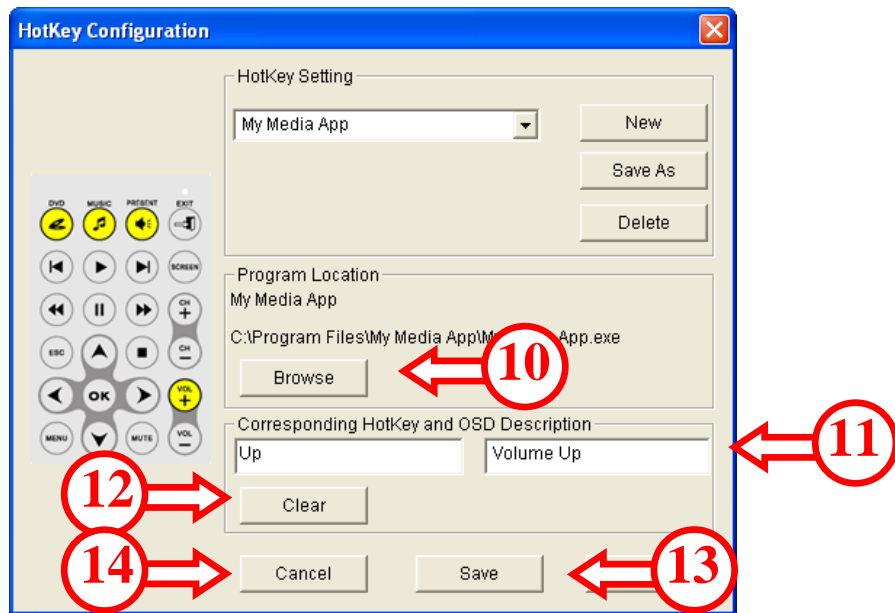 HotKey Configuration
HotKey Setting
My Media App
New
Save As
Delete
DVD MUSIC PRESENT EXIT
SCREEN
CH +
ESC CH −
OK VOL +
MENU MUTE VOL −
Program Location
My Media App
C:\Program Files\My Media App\ App.exe
Browse
10
Corresponding HotKey and OSD Description
Up Volume Up
11
12
Clear
14
Cancel Save
13